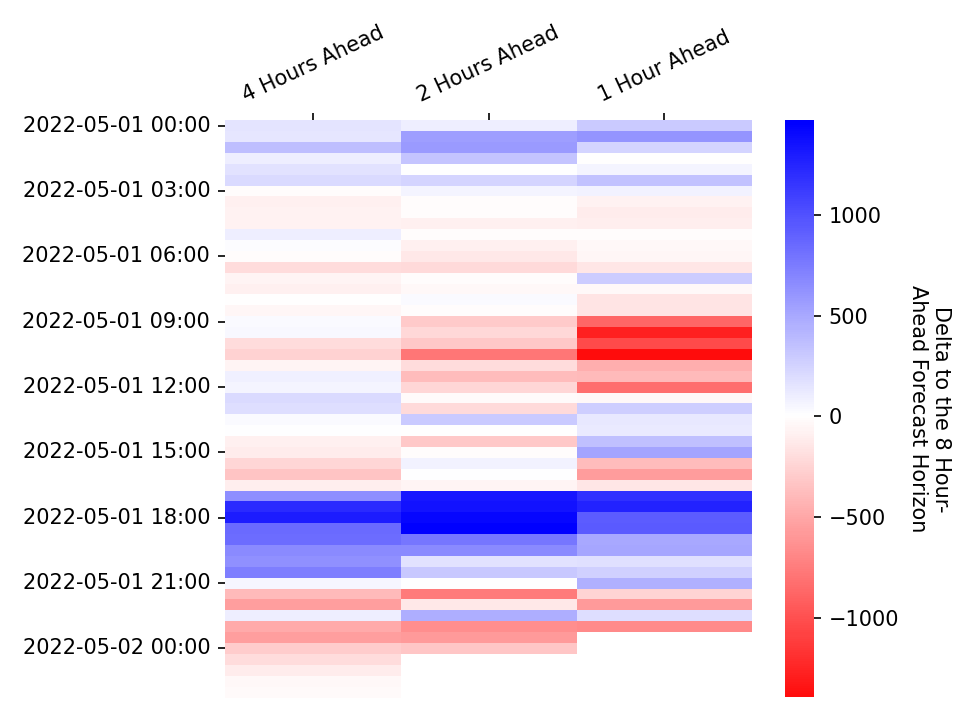 4 Hours Ahead
2 Hours Ahead
1 Hour Ahead
2022-05-01 00:00
2022-05-01 03:00
2022-05-01 06:00
2022-05-01 09:00
2022-05-01 12:00
2022-05-01 15:00
2022-05-01 18:00
2022-05-01 21:00
2022-05-02 00:00
1000
500
0
−500
−1000
Delta to the 8 Hour-
Ahead Forecast Horizon